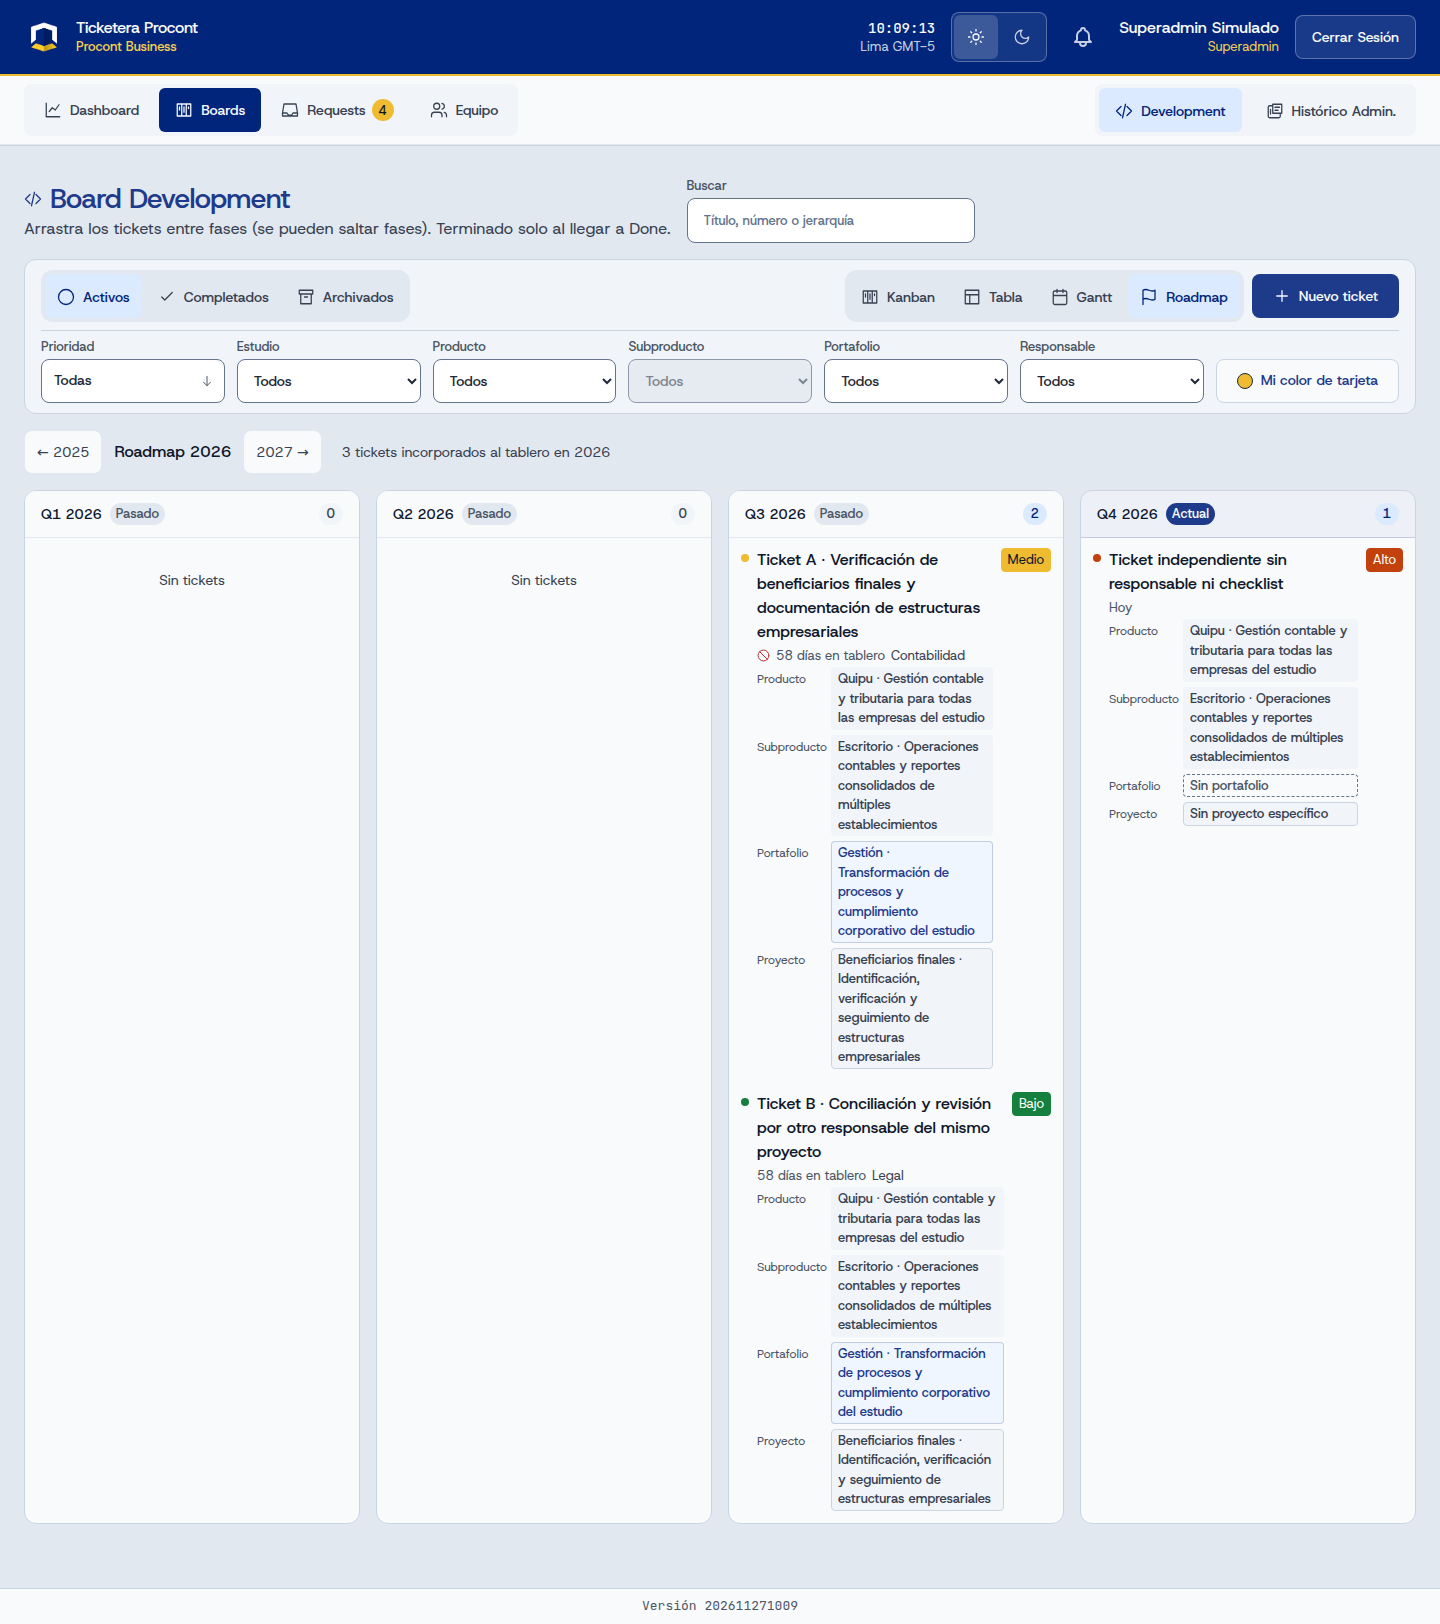 Ticketera Procont
Procont Business
10:09:13
Lima GMT-5
Superadmin Simulado
Superadmin
Cerrar Sesión
Dashboard
Boards
Requests 4
Equipo
Development
Histórico Admin.
Board Development
Arrastra los tickets entre fases (se pueden saltar fases). Terminado solo al llegar a Done.
Buscar
Título, número o jerarquía
Activos
Completados
Archivados
Kanban
Tabla
Gantt
Roadmap
Nuevo ticket
Prioridad
Todas
Estudio
Todos
Producto
Todos
Subproducto
Todos
Portafolio
Todos
Responsable
Todos
Mi color de tarjeta
← 2025
Roadmap 2026
2027 →
3 tickets incorporados al tablero en 2026
Q1 2026 Pasado 0
Sin tickets
Q2 2026 Pasado 0
Sin tickets
Q3 2026 Pasado 2
Ticket A · Verificación de
beneficiarios finales y
documentación de estructuras
empresariales
Medio
58 días en tablero Contabilidad
Producto
Quipu · Gestión contable
y tributaria para todas
las empresas del estudio
Subproducto
Escritorio · Operaciones
contables y reportes
consolidados de
múltiples
establecimientos
Portafolio
Gestión ·
Transformación de
procesos y
cumplimiento
corporativo del estudio
Proyecto
Beneficiarios finales ·
Identificación,
verificación y
seguimiento de
estructuras
empresariales
Ticket B · Conciliación y revisión
por otro responsable del mismo
proyecto
Bajo
58 días en tablero Legal
Producto
Quipu · Gestión contable y
tributaria para todas las
empresas del estudio
Subproducto
Escritorio · Operaciones
contables y reportes
consolidados de múltiples
establecimientos
Portafolio
Gestión · Transformación
de procesos y
cumplimiento corporativo
del estudio
Proyecto
Beneficiarios finales ·
Identificación, verificación
y seguimiento de
estructuras empresariales
Q4 2026 Actual 1
Ticket independiente sin
responsable ni checklist
Alto
Hoy
Producto
Quipu · Gestión contable y
tributaria para todas las
empresas del estudio
Subproducto
Escritorio · Operaciones
contables y reportes
consolidados de múltiples
establecimientos
Portafolio
Sin portafolio
Proyecto
Sin proyecto específico
Versión 202611271009